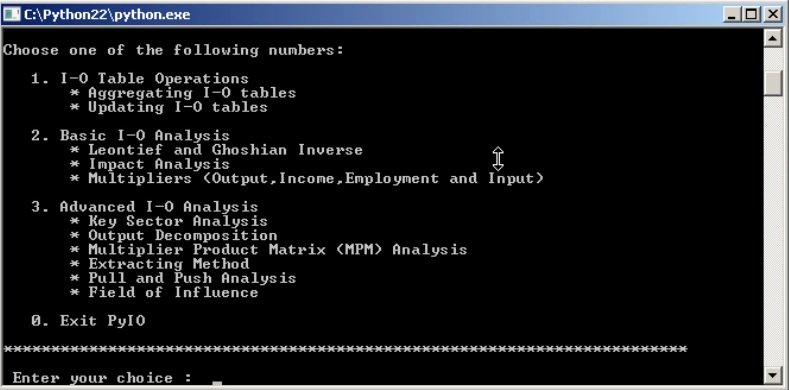 C:\Python22\python.exe
Choose one of the following numbers:
1. I-O Table Operations
* Aggregating I-O tables
* Updating I-O tables
2. Basic I-O Analysis
* Leontief and Ghoshian Inverse
* Impact Analysis
* Multipliers (Output,Income,Employment and Input)
3. Advanced I-O Analysis
* Key Sector Analysis
* Output Decomposition
* Multiplier Product Matrix (MPM) Analysis
* Extracting Method
* Pull and Push Analysis
* Field of Influence
0. Exit PyIO
************************************************************************
Enter your choice : _